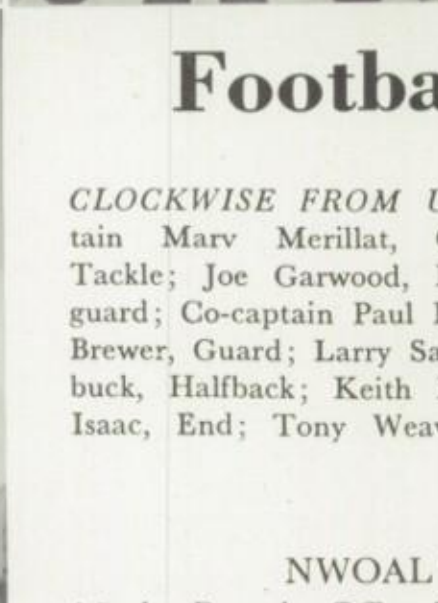 Footba
CLOCKWISE FROM U
tain Marv Merillat,
Tackle; Joe Garwood,
guard; Co-captain Paul
Brewer, Guard; Larry Sa
buck, Halfback; Keith
Isaac, End; Tony Weav
NWOAL